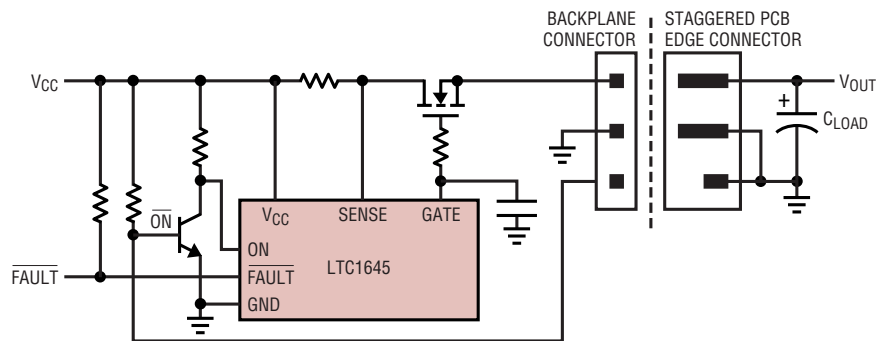 BACKPLANE
CONNECTOR
STAGGERED PCB
EDGE CONNECTOR
VCC
VOUT
+
CLOAD
ON
VCC
SENSE
GATE
ON
FAULT
FAULT
LTC1645
GND